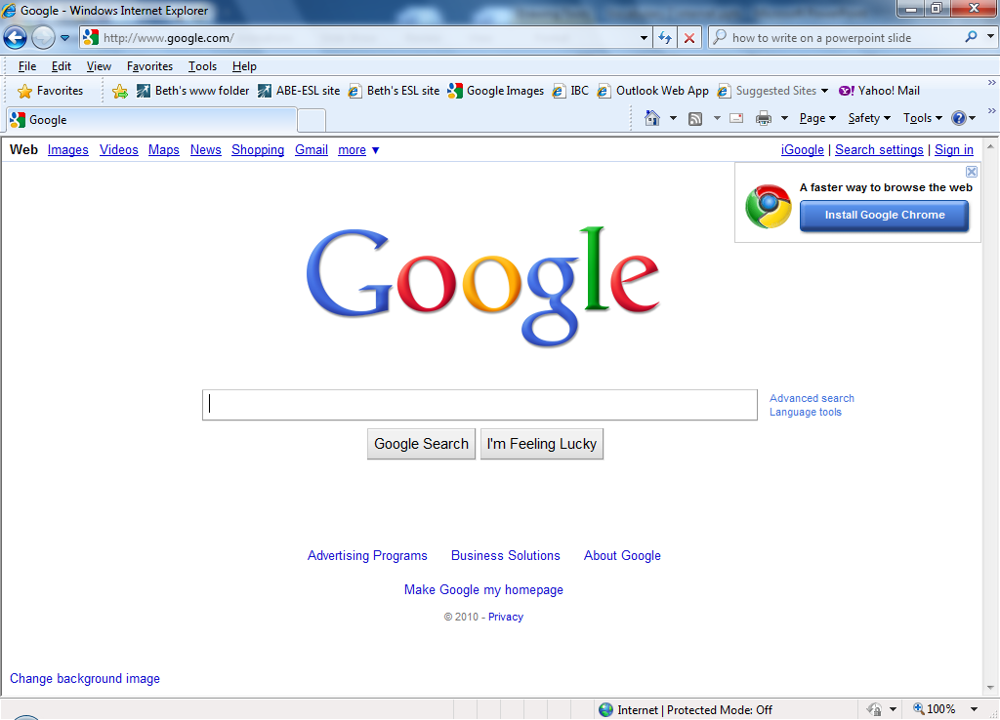 Google - Windows Internet Explorer
http://www.google.com/ how to write on a powerpoint slide
File Edit View Favorites Tools Help
Favorites Beth's www folder ABE-ESL site Beth's ESL site Google Images IBC Outlook Web App Suggested Sites Yahoo! Mail
Google Page Safety Tools
Web Images Videos Maps News Shopping Gmail more iGoogle | Search settings | Sign in
A faster way to browse the web
Install Google Chrome
Google
Advanced search
Language tools
Google Search I'm Feeling Lucky
Advertising Programs Business Solutions About Google
Make Google my homepage
© 2010 - Privacy
Change background image
Internet | Protected Mode: Off 100%